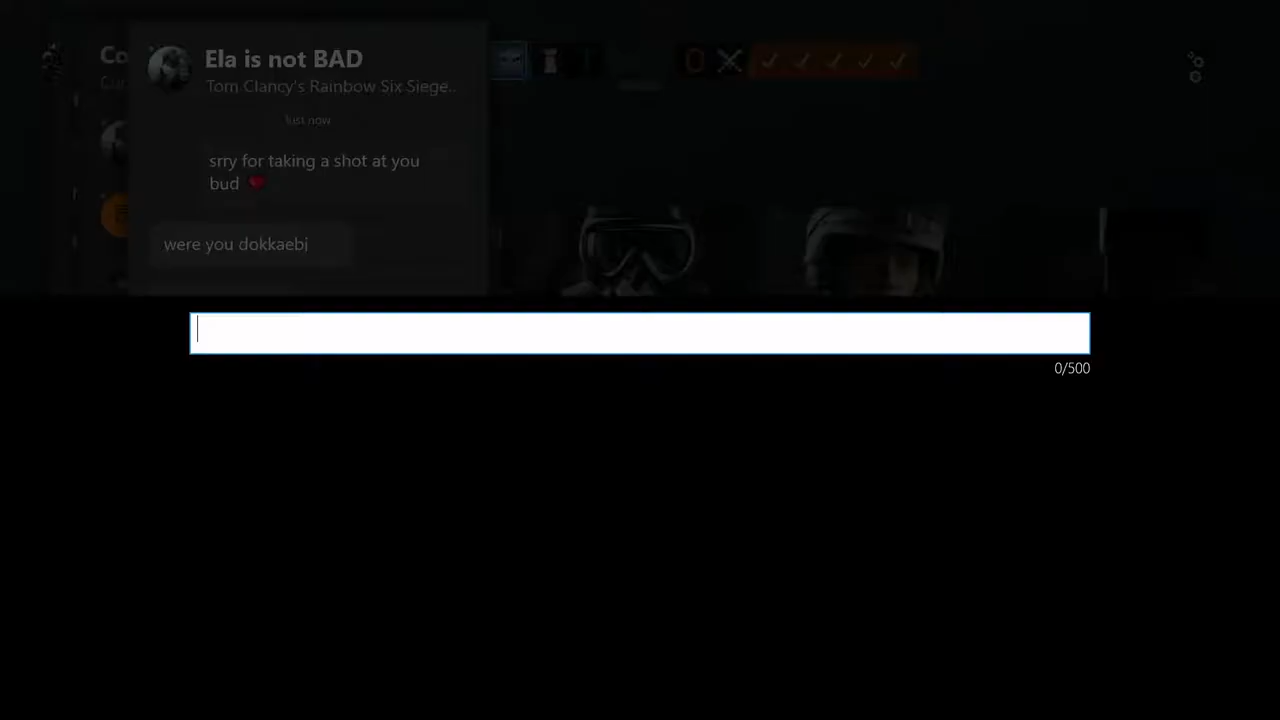 Co
Ela is not BAD
Tom Clancy's Rainbow Six Siege..
Just now
srry for taking a shot at you
bud
were you dokkaebi
0/500